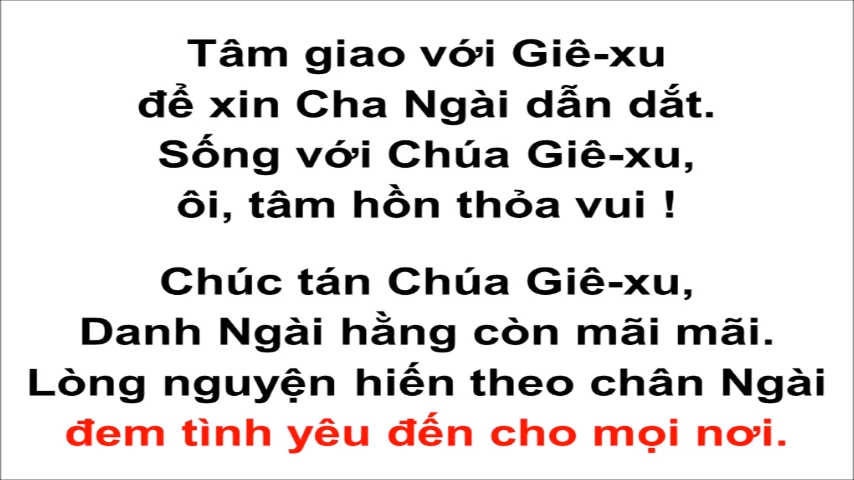 Tâm giao với Giê-xu
để xin Cha Ngài dẫn dắt.
Sống với Chúa Giê-xu,
ôi, tâm hồn thỏa vui !
Chúc tán Chúa Giê-xu,
Danh Ngài hằng còn mãi mãi.
Lòng nguyện hiến theo chân Ngài
đem tình yêu đến cho mọi nơi.